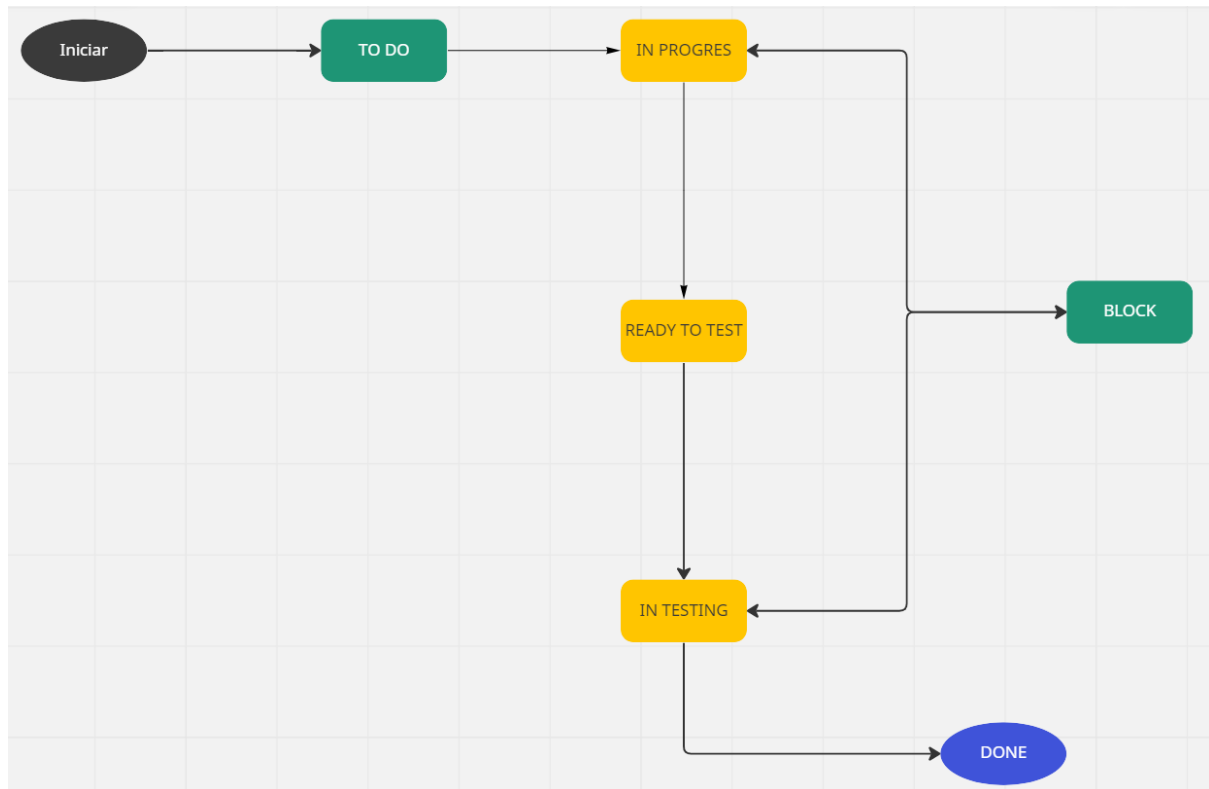 Iniciar
TO DO
IN PROGRES
BLOCK
READY TO TEST
IN TESTING
DONE